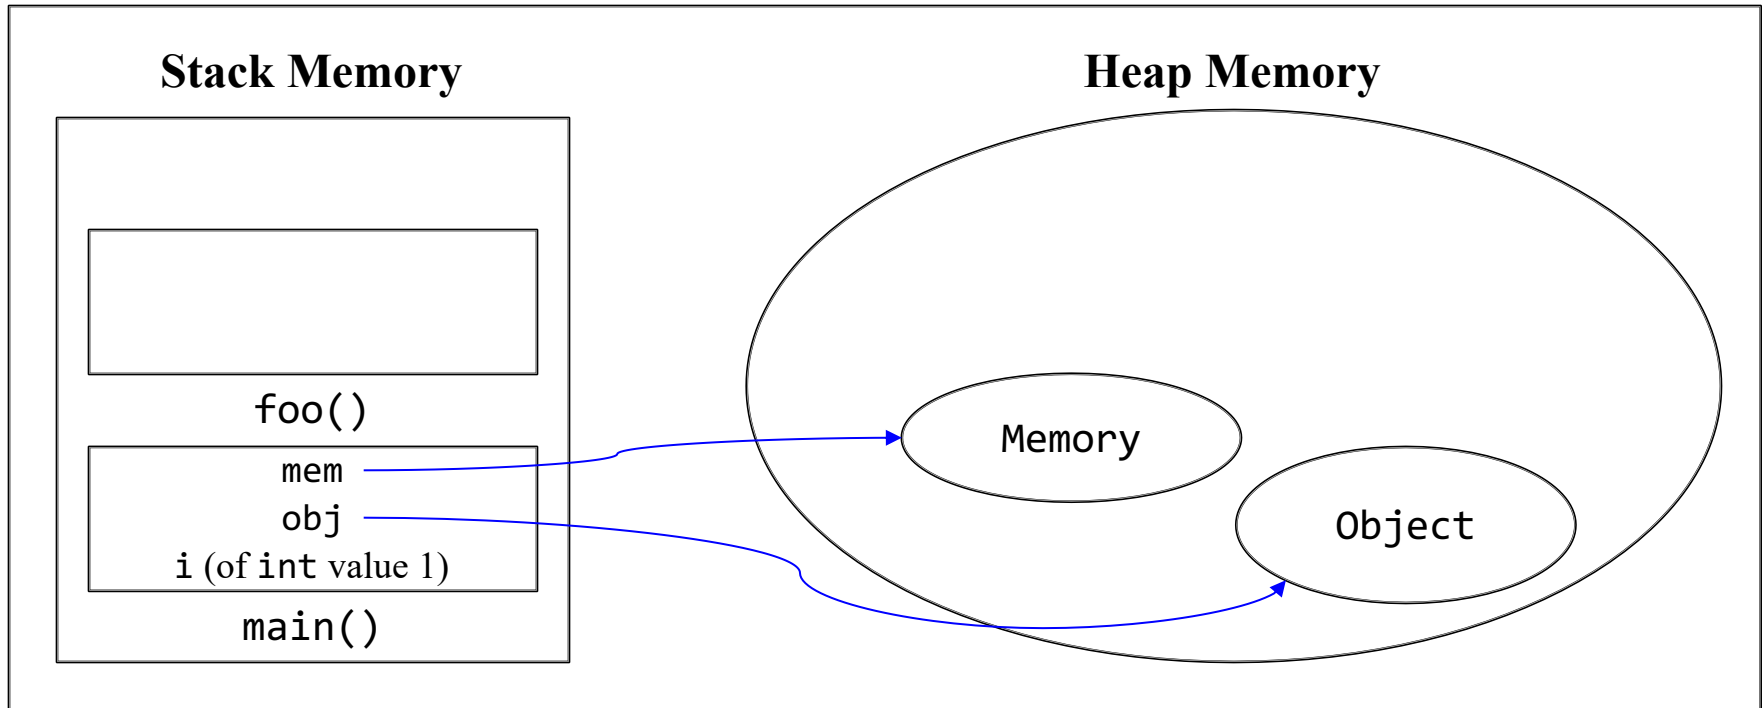 Stack Memory
Heap Memory
foo()
mem
obj
i (of int value 1)
main()
Memory
Object